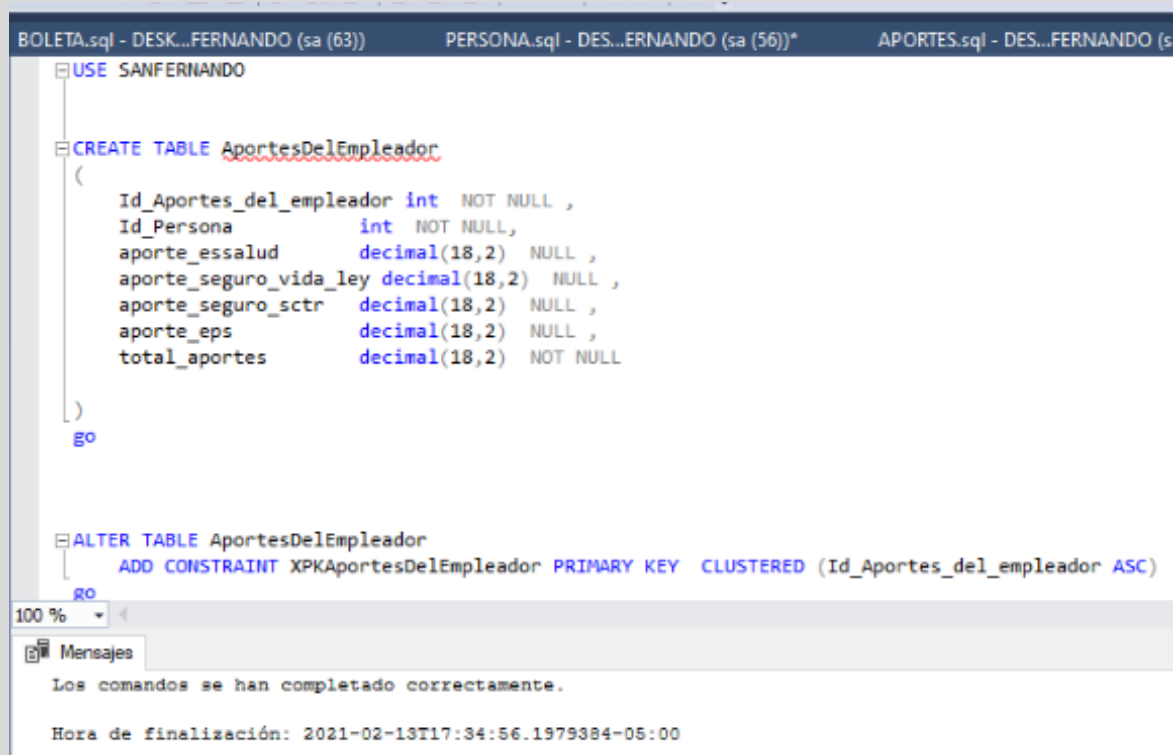 BOLETA.sql - DESK...FERNANDO (sa (63)) PERSONA.sql - DES...ERNANDO (sa (56))* APORTES.sql - DES...FERNANDO (s
USE SANFERNANDO
CREATE TABLE AportesDelEmpleador
(
Id_Aportes_del_empleador int NOT NULL ,
Id_Persona int NOT NULL,
aporte_essalud decimal(18,2) NULL ,
aporte_seguro_vida_ley decimal(18,2) NULL ,
aporte_seguro_sctr decimal(18,2) NULL ,
aporte_eps decimal(18,2) NULL ,
total_aportes decimal(18,2) NOT NULL
)
go
ALTER TABLE AportesDelEmpleador
ADD CONSTRAINT XPKAportesDelEmpleador PRIMARY KEY CLUSTERED (Id_Aportes_del_empleador ASC)
go
100 %
Mensajes
Los comandos se han completado correctamente.
Hora de finalización: 2021-02-13T17:34:56.1979384-05:00